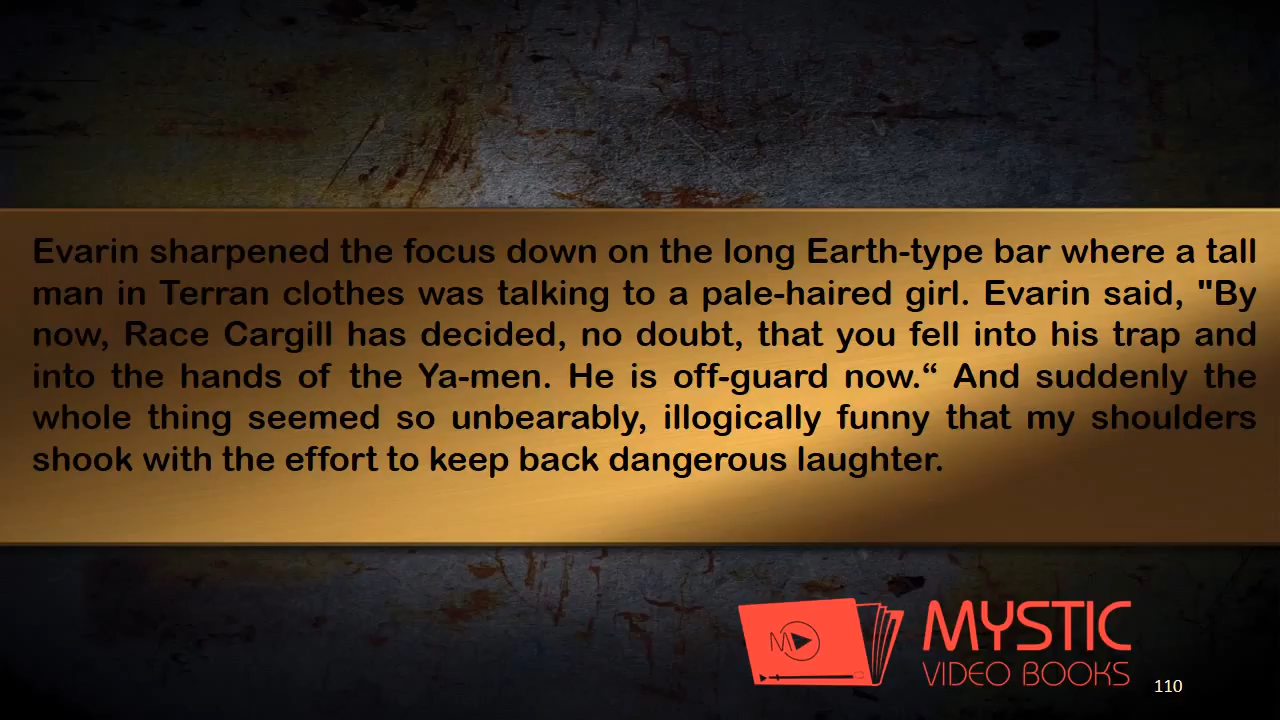 Evarin sharpened the focus down on the long Earth-type bar where a tall
man in Terran clothes was talking to a pale-haired girl. Evarin said, "By
now, Race Cargill has decided, no doubt, that you fell into his trap and
into the hands of the Ya-men. He is off-guard now.“ And suddenly the
whole thing seemed so unbearably, illogically funny that my shoulders
shook with the effort to keep back dangerous laughter.
M
MYSTIC
VIDEO BOOKS
110